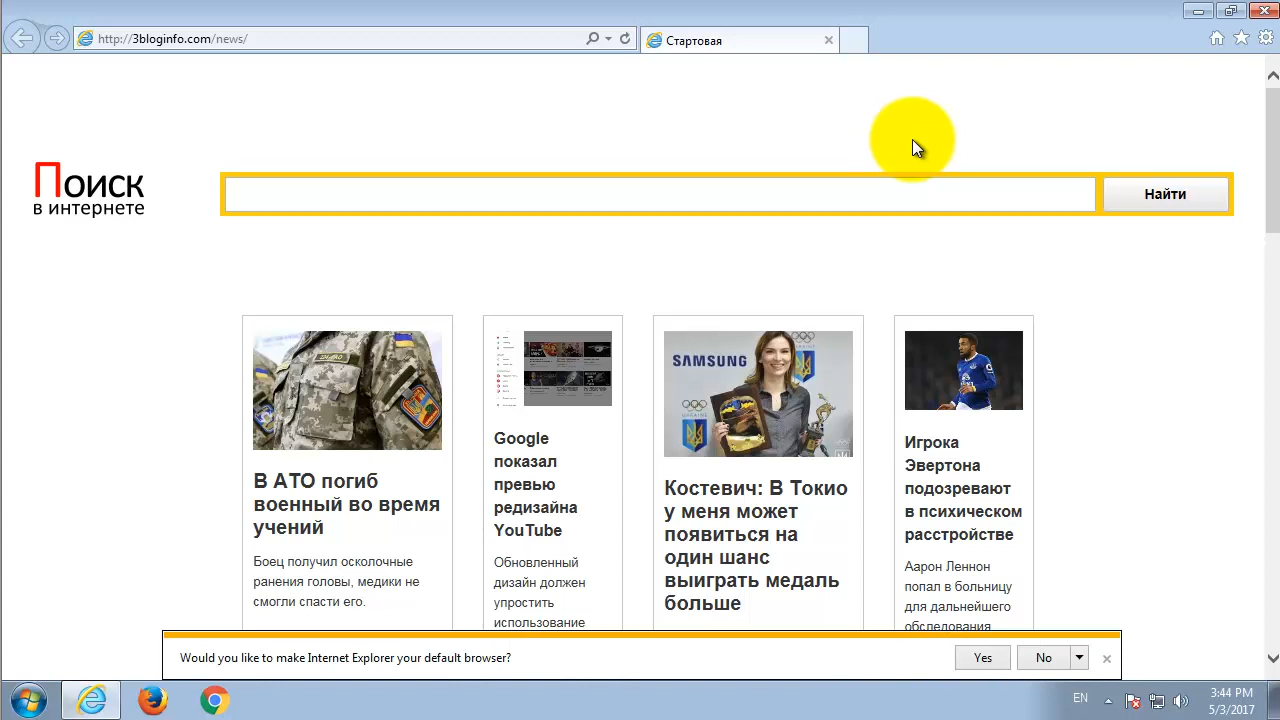 http://3bloginfo.com/news/
Стартовая
Поиск
в интернете
Найти
SAMSUNG
UKRAINE
В АТО погиб
военный во время
учений
Боец получил осколочные
ранения головы, медики не
смогли спасти его.
Google
показал
превью
редизайна
YouTube
Обновленный
дизайн должен
упростить
использование
Костевич: В Токио
у меня может
появиться на
один шанс
выиграть медаль
больше
Игрока
Эвертона
подозревают
в психическом
расстройстве
Аарон Леннон
попал в больницу
для дальнейшего
обследования
Would you like to make Internet Explorer your default browser?
Yes
No
EN
3:44 PM
5/3/2017